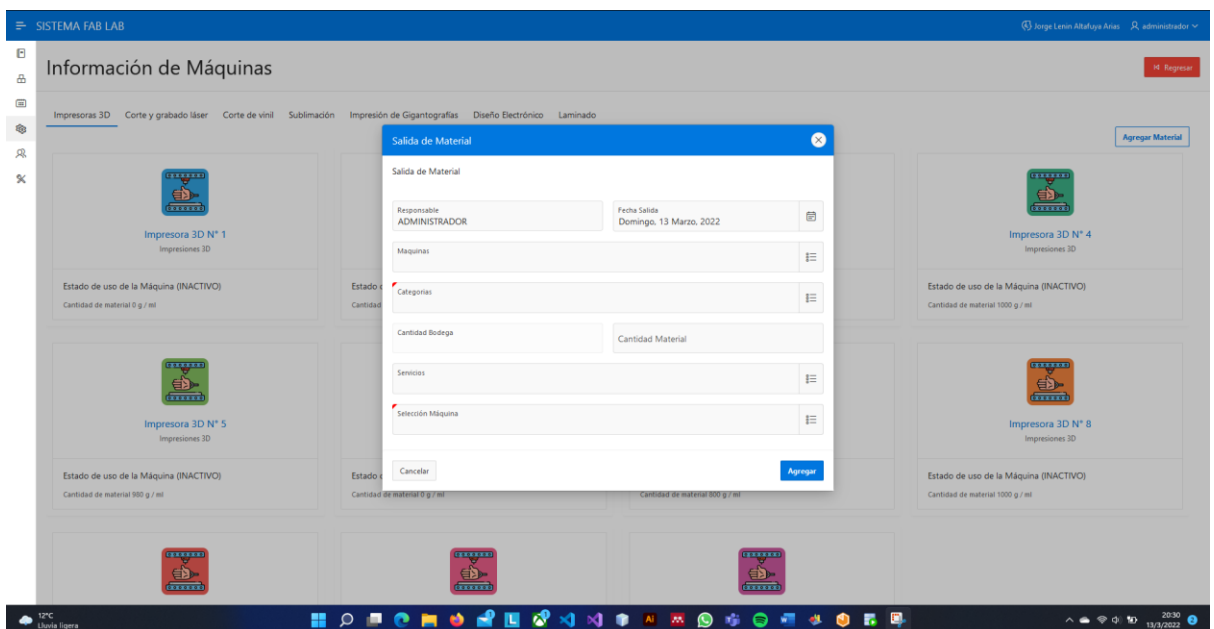 SISTEMA FAB LAB
Jorge Lenin Altafuya Arias administrador
Información de Máquinas
Regresar
Impresoras 3D Corte y grabado láser Corte de vinil Sublimación Impresión de Gigantografías Diseño Electrónico Laminado
Agregar Material
Salida de Material
Salida de Material
Responsable
ADMINISTRADOR
Fecha Salida
Domingo, 13 Marzo, 2022
Maquinas
Categorias
Cantidad Bodega
Cantidad Material
Servicios
Selección Máquina
Cancelar
Agregar
Impresora 3D N° 1
Impresiones 3D
Estado de uso de la Máquina (INACTIVO)
Cantidad de material 0 g / ml
Estado
Cantidad
Impresora 3D N° 4
Impresiones 3D
Estado de uso de la Máquina (INACTIVO)
Cantidad de material 1000 g / ml
Impresora 3D N° 5
Impresiones 3D
Estado de uso de la Máquina (INACTIVO)
Cantidad de material 980 g / ml
Estado
Cantidad de material 0 g / ml
Cantidad de material 800 g / ml
Impresora 3D N° 8
Impresiones 3D
Estado de uso de la Máquina (INACTIVO)
Cantidad de material 1000 g / ml
12°C
Lluvia ligera
20:30
13/3/2022